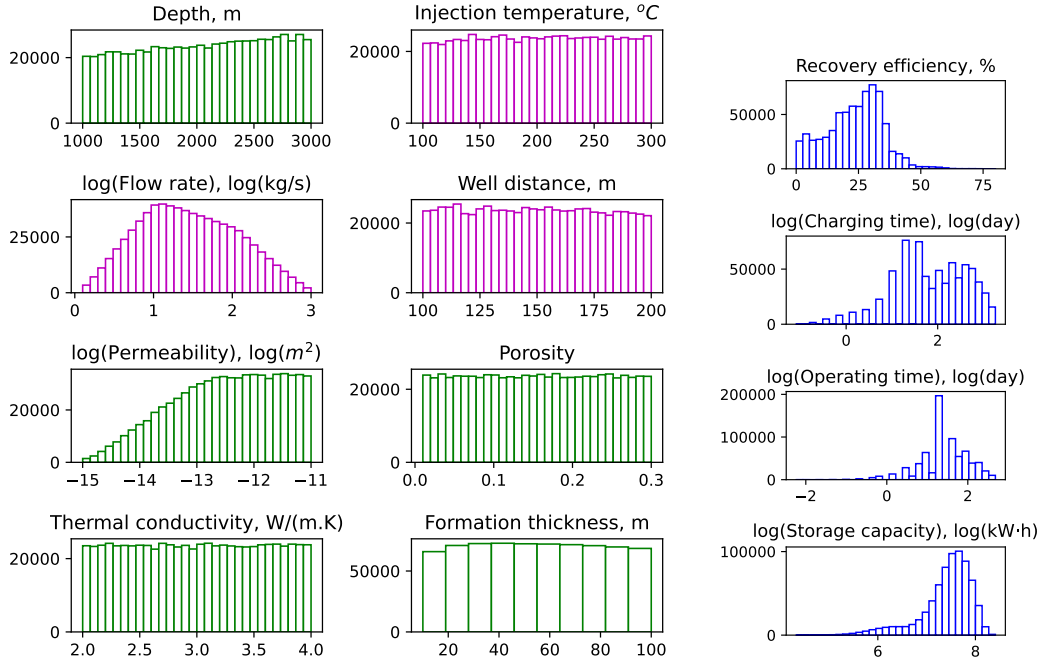 Depth, m
20000
0
1000 1500 2000 2500 3000
Injection temperature, °C
20000
0
100 150 200 250 300
Recovery efficiency, %
50000
0
0 25 50 75
log(Flow rate), log(kg/s)
25000
0
0 1 2 3
Well distance, m
20000
0
100 125 150 175 200
log(Charging time), log(day)
50000
0
0 2
log(Permeability), log(m²)
20000
0
−15 −14 −13 −12 −11
Porosity
20000
0
0.0 0.1 0.2 0.3
log(Operating time), log(day)
200000
100000
0
−2 0 2
Thermal conductivity, W/(m.K)
20000
0
2.0 2.5 3.0 3.5 4.0
Formation thickness, m
50000
0
20 40 60 80 100
log(Storage capacity), log(kW·h)
100000
0
6 8